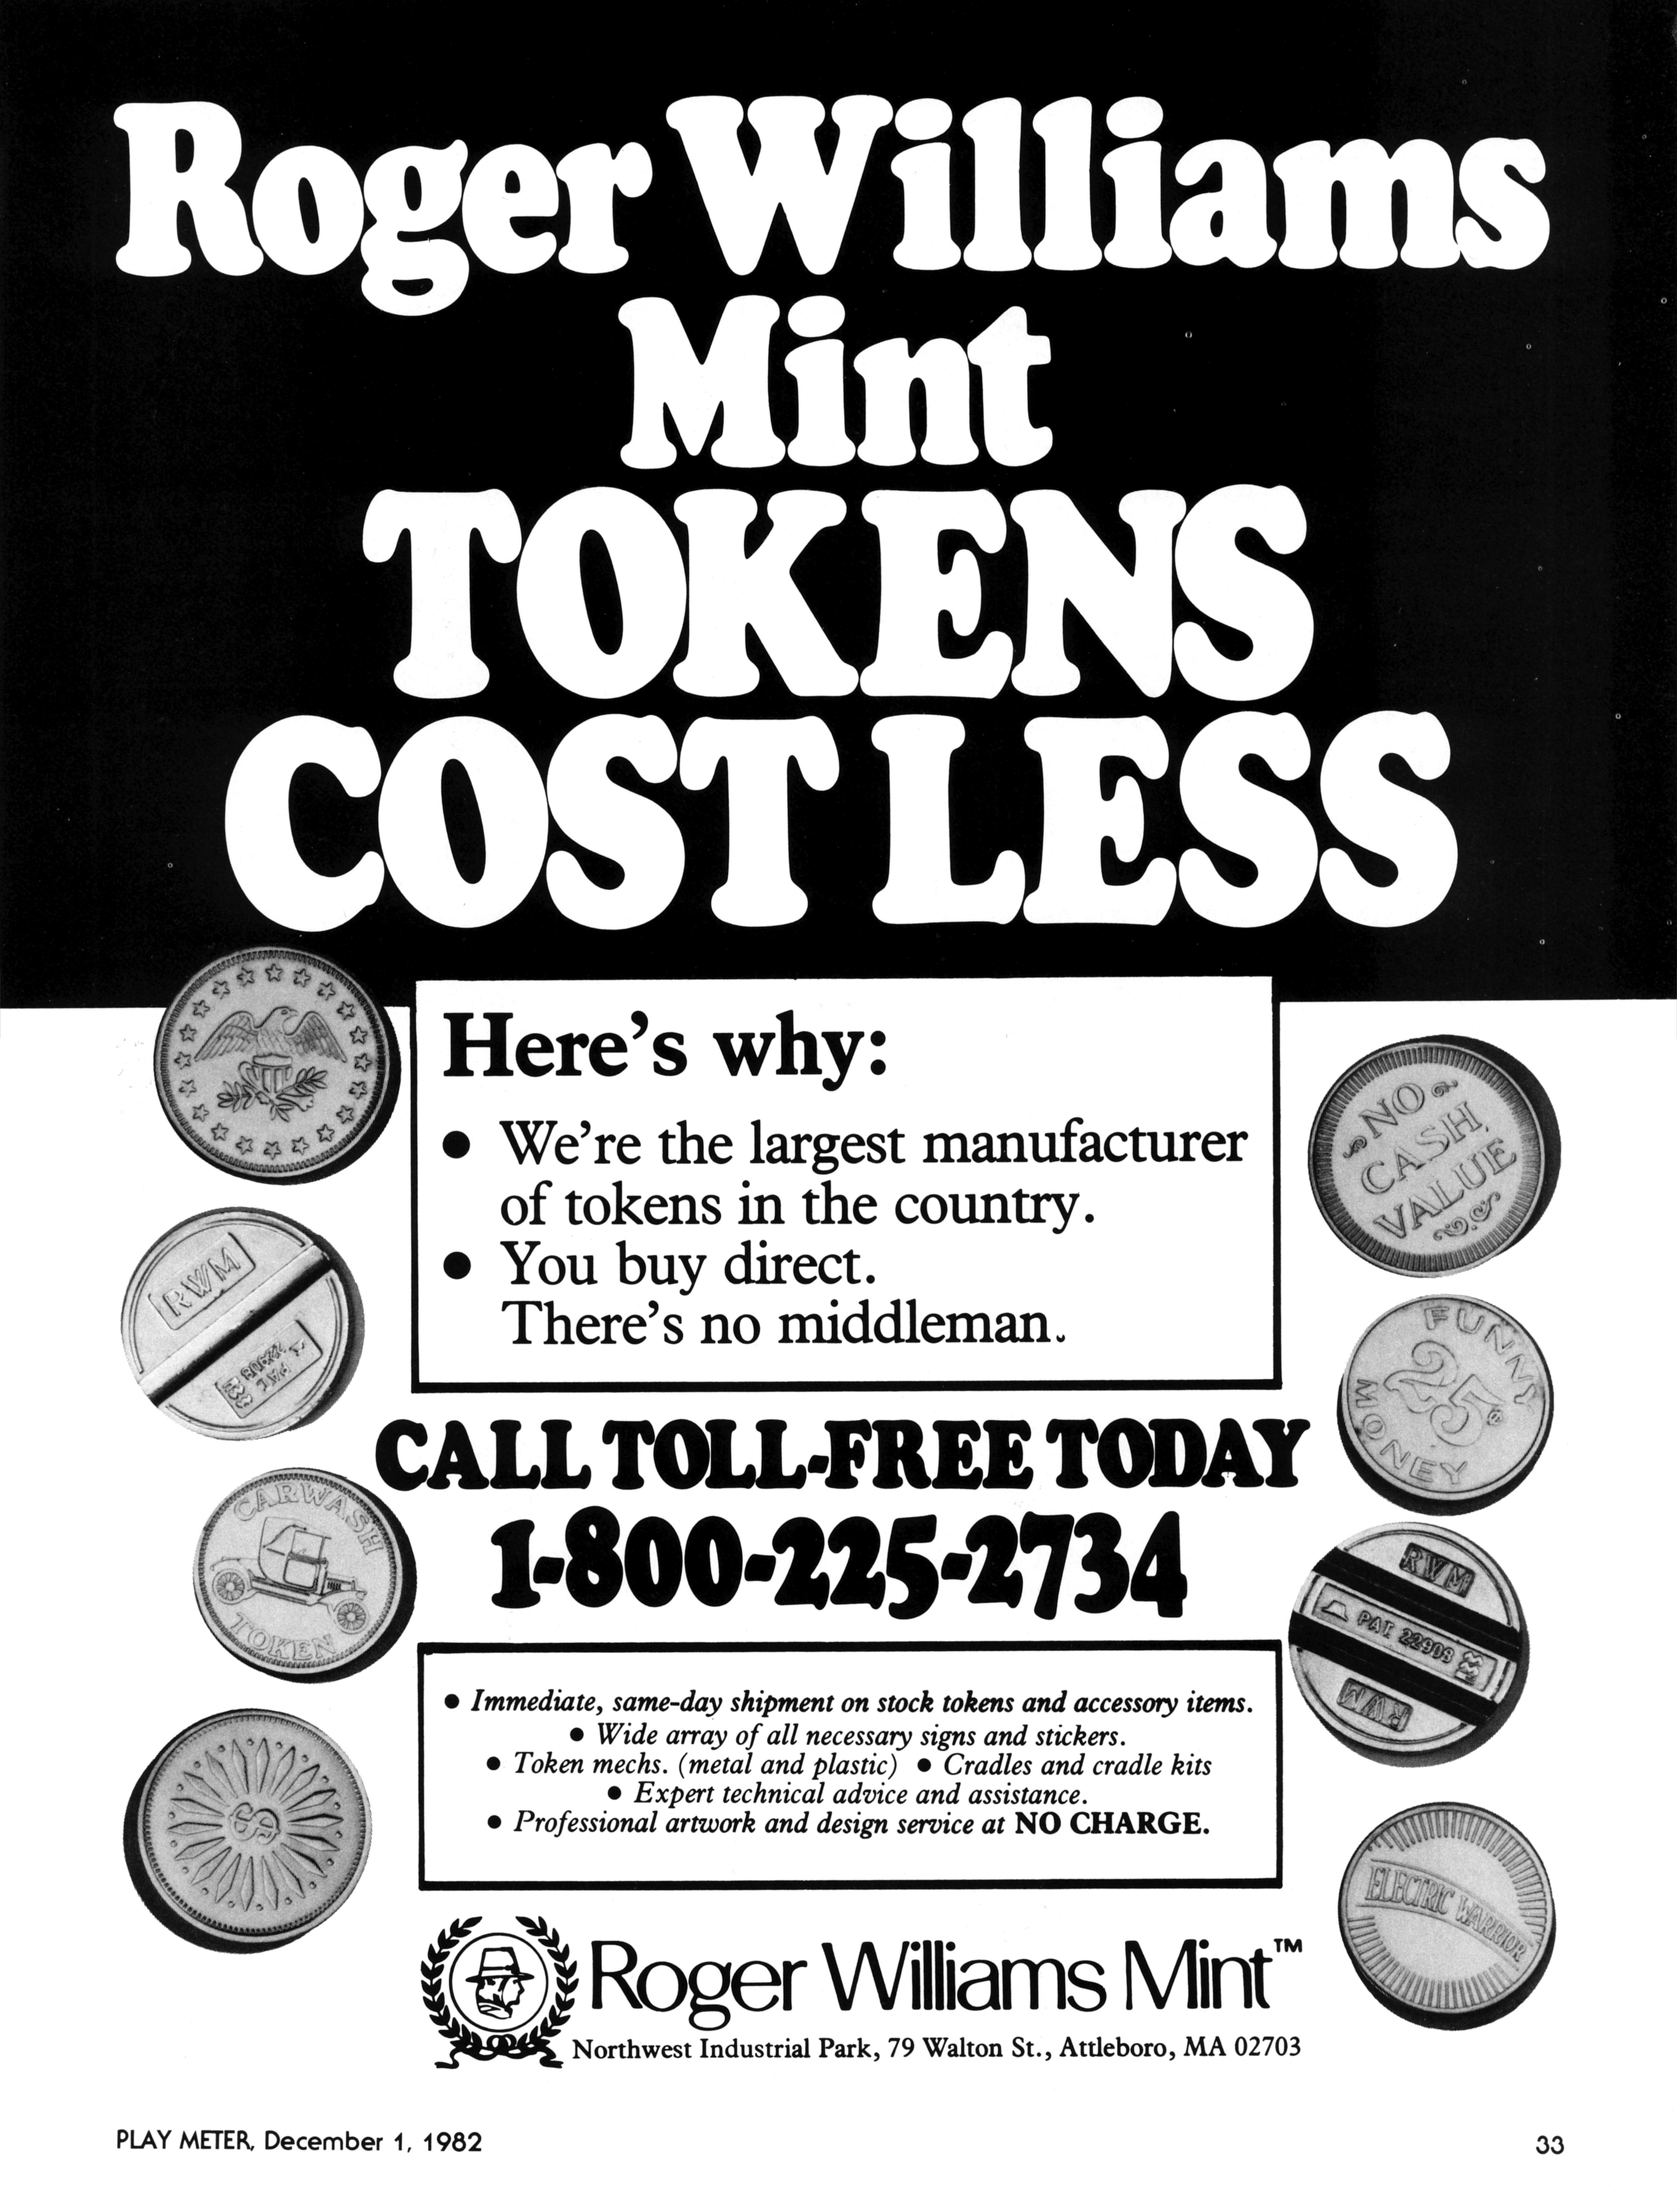 Roger Williams
Mint
TOKENS
COST LESS
Here's why:
• We're the largest manufacturer
of tokens in the country.
• You buy direct.
There's no middleman.
CALL TOLL-FREE TODAY
1-800-225-2734
• Immediate, same-day shipment on stock tokens and accessory items.
• Wide array of all necessary signs and stickers.
• Token mechs. (metal and plastic) • Cradles and cradle kits
• Expert technical advice and assistance.
• Professional artwork and design service at NO CHARGE.
Roger Williams Mint™
Northwest Industrial Park, 79 Walton St., Attleboro, MA 02703
RWM
PAT.
22908
CARWASH
TOKEN
$
NO
CASH
VALUE
FUNNY
25¢
MONEY
RWM
PAT 22908
RWM
ELECTRIC WARRIOR
PLAY METER, December 1, 1982
33